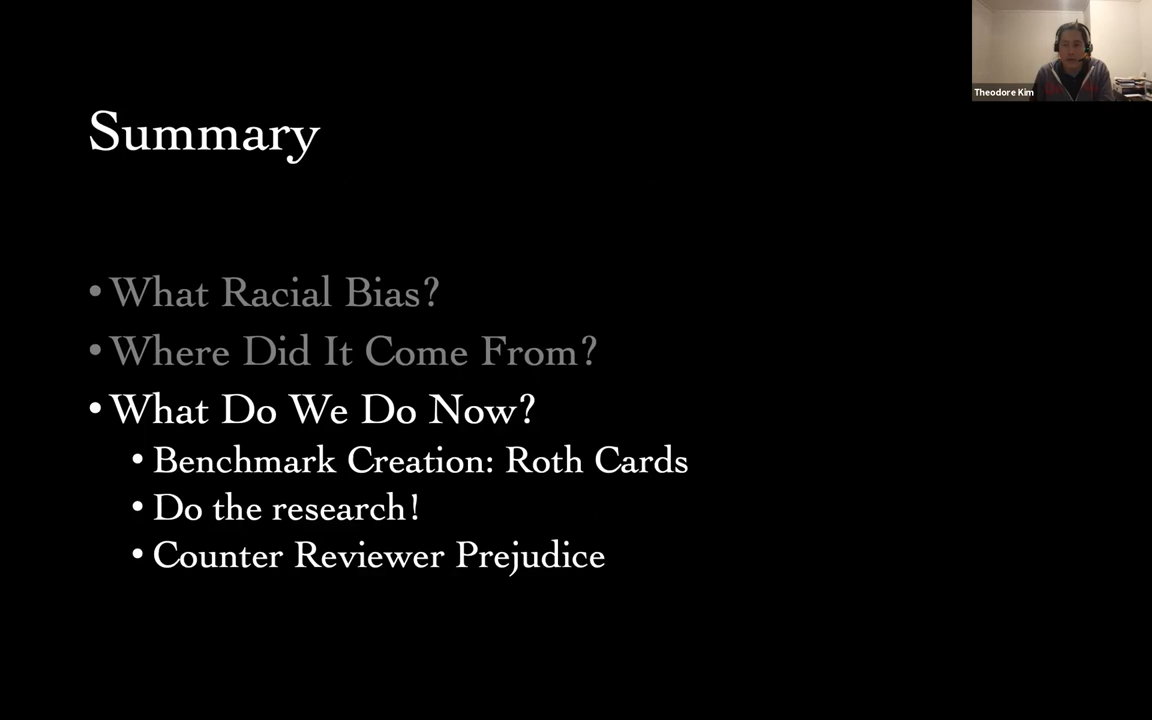 Theodore Kim
Summary
• What Racial Bias?
• Where Did It Come From?
• What Do We Do Now?
• Benchmark Creation: Roth Cards
• Do the research!
• Counter Reviewer Prejudice